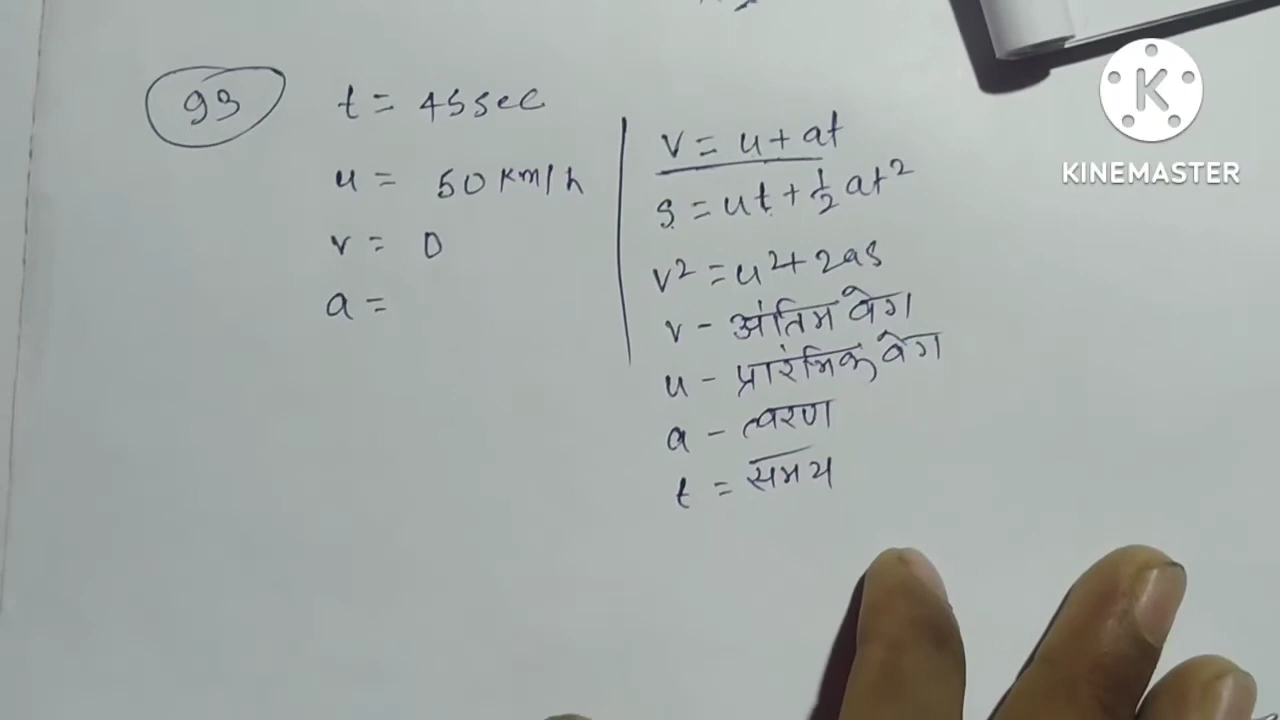 93
t = 45sec
u = 50 km/h
v = 0
a =
v = u + at
s = ut + 1/2 at²
v² = u² + 2as
v - अंतिम वेग
u - प्रारंभिक वेग
a - त्वरण
t = समय
K
KINEMASTER